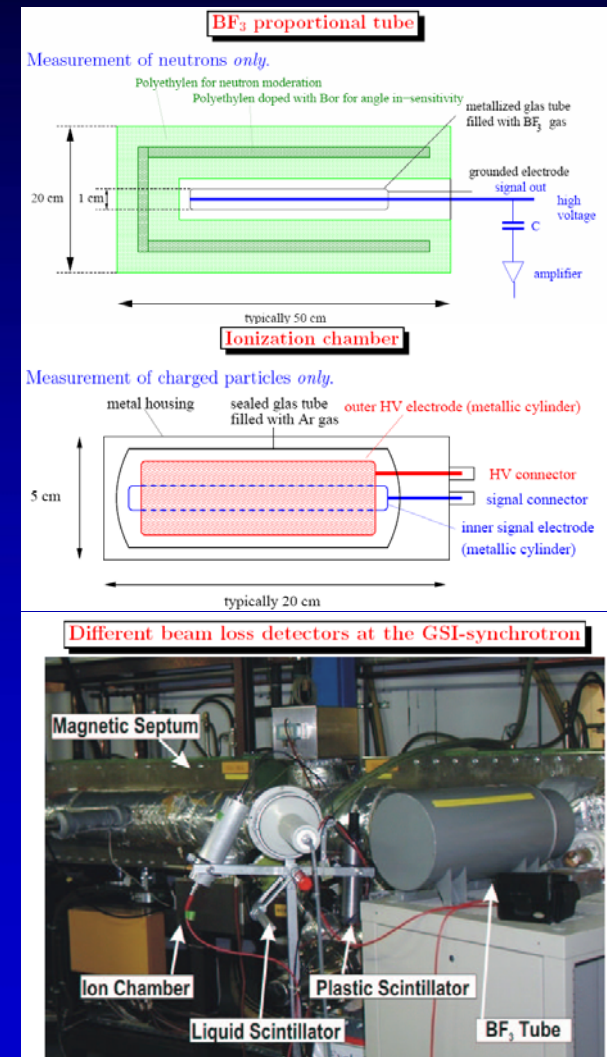 BF₃ proportional tube
Measurement of neutrons only.
Polyethylen for neutron moderation
Polyethylen doped with Bor for angle in-sensitivity
metallized glas tube
filled with BF₃ gas
grounded electrode
signal out
high
voltage
20 cm
1 cm
C
amplifier
typically 50 cm
Ionization chamber
Measurement of charged particles only.
metal housing
sealed glas tube
filled with Ar gas
outer HV electrode (metallic cylinder)
5 cm
HV connector
signal connector
inner signal electrode
(metallic cylinder)
typically 20 cm
Different beam loss detectors at the GSI-synchrotron
Magnetic Septum
Ion Chamber
Plastic Scintillator
Liquid Scintillator
BF₃ Tube